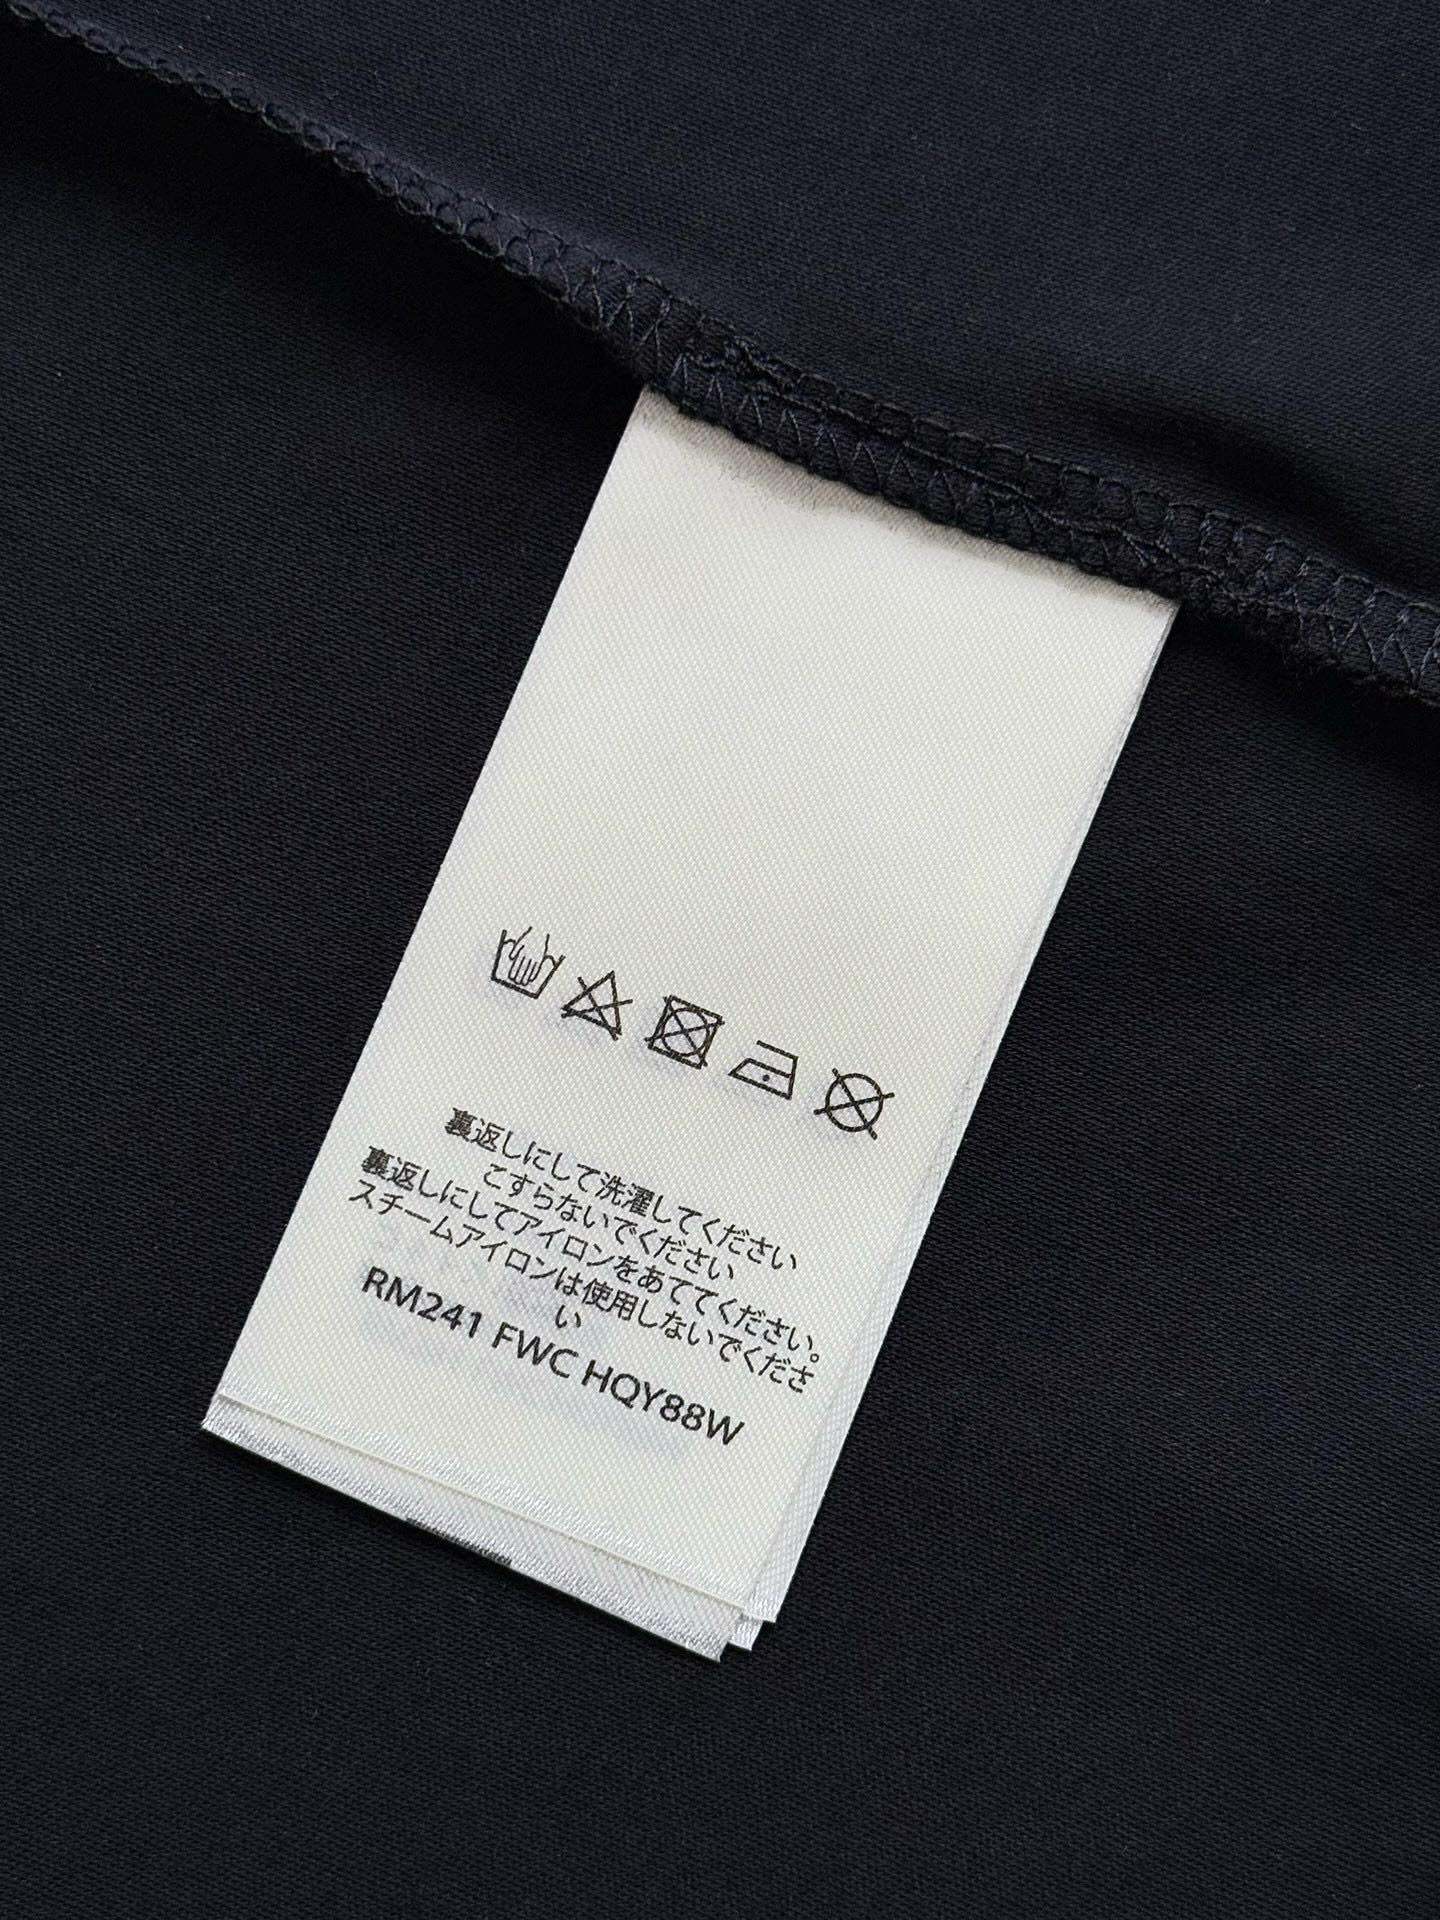 裏返しにして洗濯してください
こすらないでください
裏返しにしてアイロンをあててください。
スチームアイロンは使用しないでくださ
い
RM241 FWC HQY88W